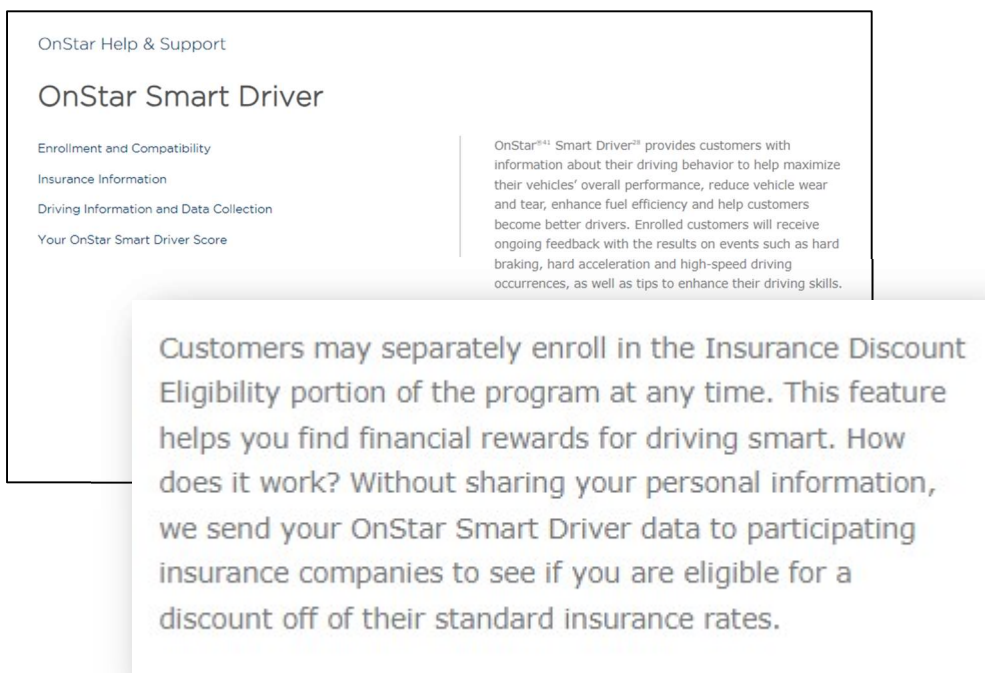 OnStar Help & Support
OnStar Smart Driver
Enrollment and Compatibility
Insurance Information
Driving Information and Data Collection
Your OnStar Smart Driver Score
OnStar®41 Smart Driver28 provides customers with
information about their driving behavior to help maximize
their vehicles' overall performance, reduce vehicle wear
and tear, enhance fuel efficiency and help customers
become better drivers. Enrolled customers will receive
ongoing feedback with the results on events such as hard
braking, hard acceleration and high-speed driving
occurrences, as well as tips to enhance their driving skills.
Customers may separately enroll in the Insurance Discount
Eligibility portion of the program at any time. This feature
helps you find financial rewards for driving smart. How
does it work? Without sharing your personal information,
we send your OnStar Smart Driver data to participating
insurance companies to see if you are eligible for a
discount off of their standard insurance rates.